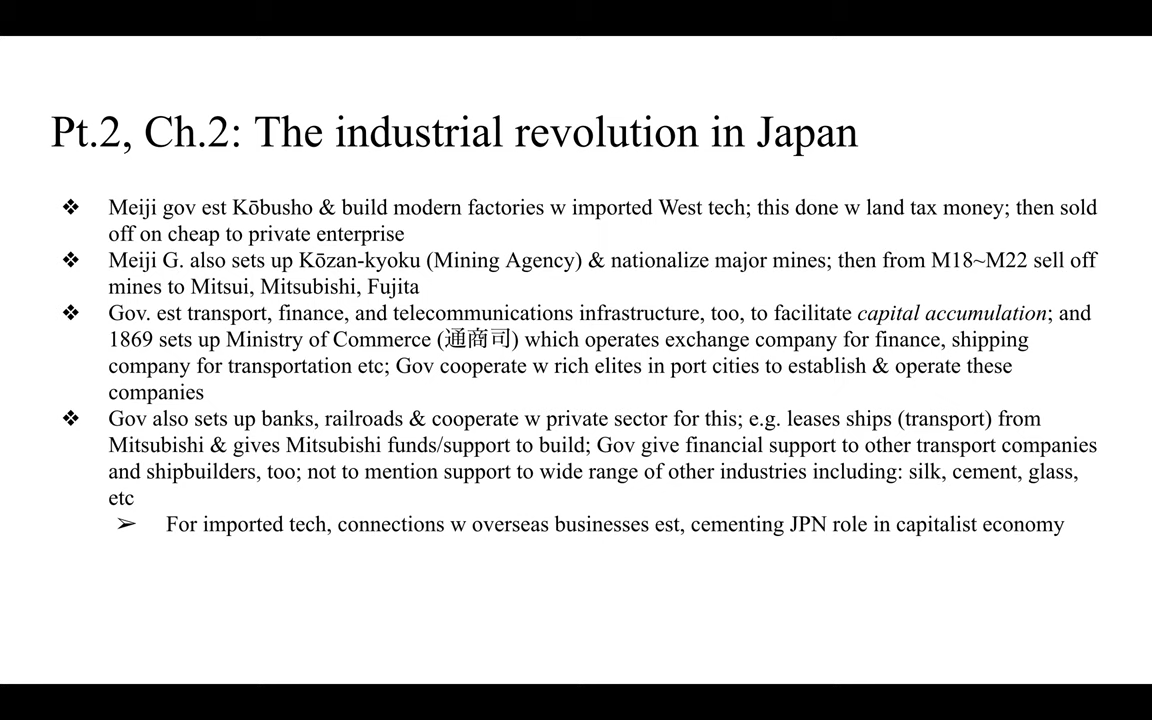 Pt.2, Ch.2: The industrial revolution in Japan
❖ Meiji gov est Kōbusho & build modern factories w imported West tech; this done w land tax money; then sold
off on cheap to private enterprise
❖ Meiji G. also sets up Kōzan-kyoku (Mining Agency) & nationalize major mines; then from M18~M22 sell off
mines to Mitsui, Mitsubishi, Fujita
❖ Gov. est transport, finance, and telecommunications infrastructure, too, to facilitate capital accumulation; and
1869 sets up Ministry of Commerce (通商司) which operates exchange company for finance, shipping
company for transportation etc; Gov cooperate w rich elites in port cities to establish & operate these
companies
❖ Gov also sets up banks, railroads & cooperate w private sector for this; e.g. leases ships (transport) from
Mitsubishi & gives Mitsubishi funds/support to build; Gov give financial support to other transport companies
and shipbuilders, too; not to mention support to wide range of other industries including: silk, cement, glass,
etc
➢ For imported tech, connections w overseas businesses est, cementing JPN role in capitalist economy